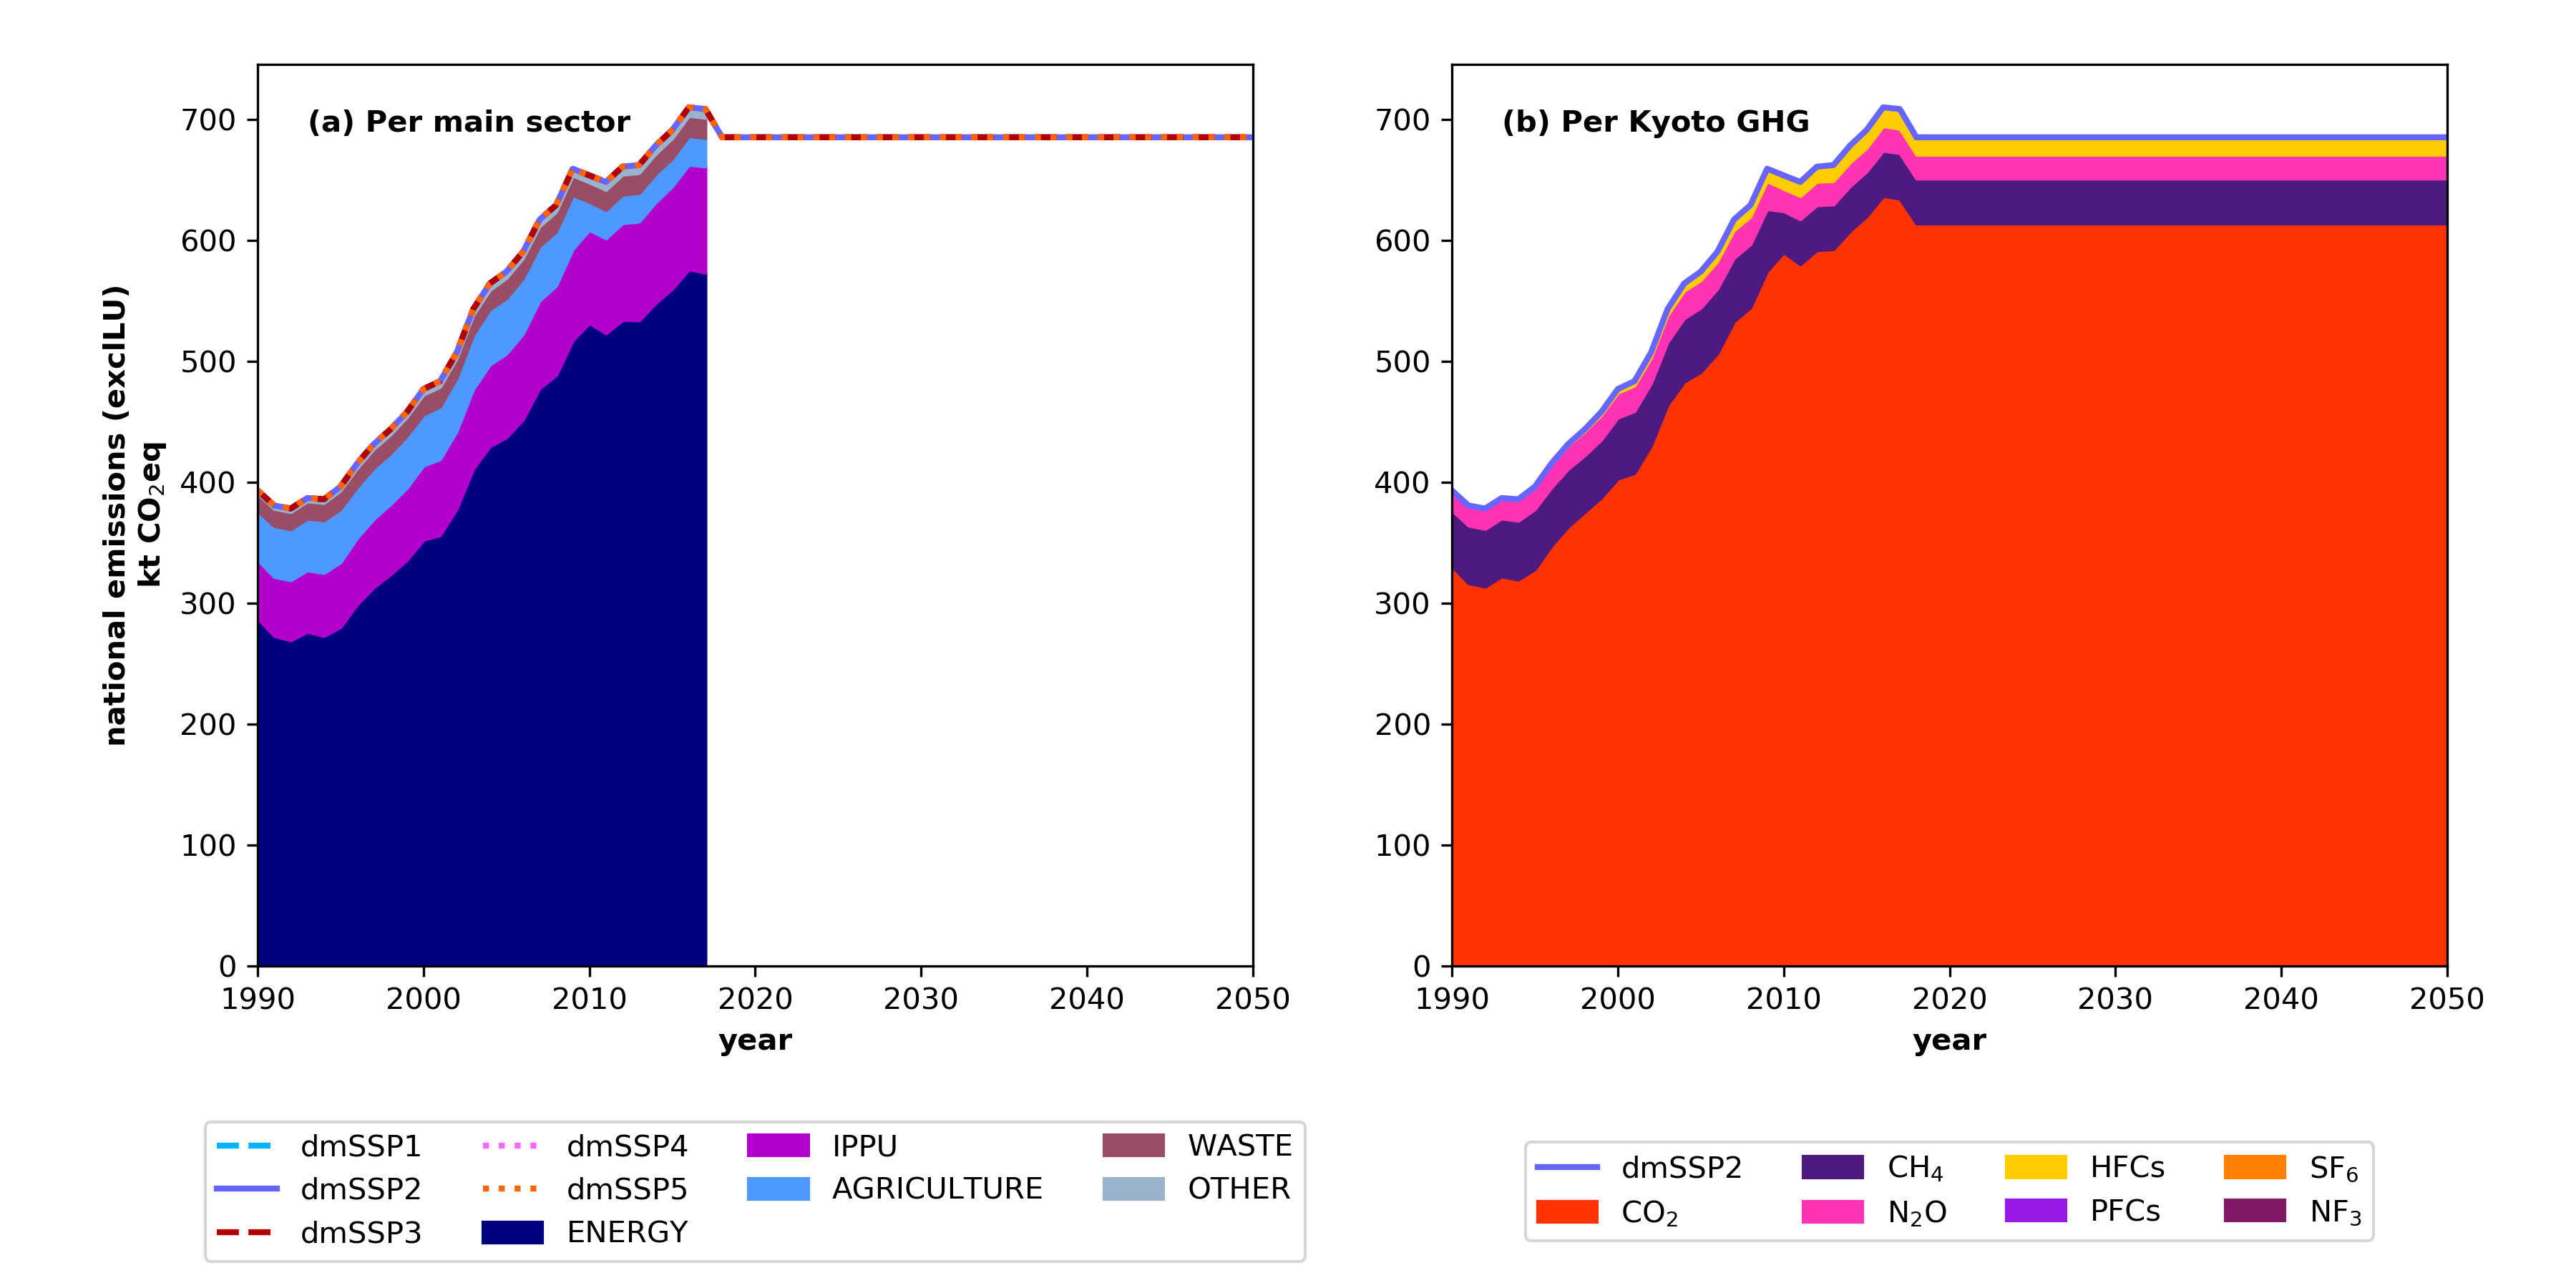 (a) Per main sector
(b) Per Kyoto GHG
national emissions (exclLU)
kt CO₂eq
700
600
500
400
300
200
100
0
1990 2000 2010 2020 2030 2040 2050
year
700
600
500
400
300
200
100
0
1990 2000 2010 2020 2030 2040 2050
year
dmSSP1 dmSSP4 IPPU WASTE
dmSSP2 dmSSP5 AGRICULTURE OTHER
dmSSP3 ENERGY
dmSSP2 CH₄ HFCs SF₆
CO₂ N₂O PFCs NF₃